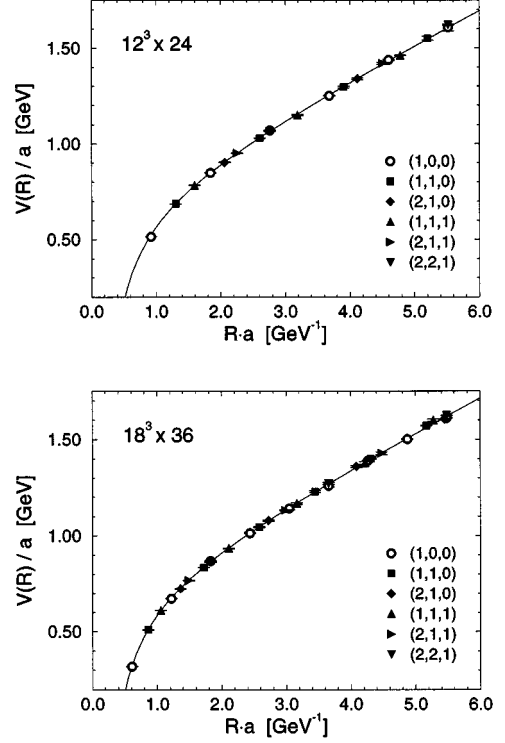 12³ x 24
V(R) / a [GeV]
1.50
1.00
0.50
(1,0,0)
(1,1,0)
(2,1,0)
(1,1,1)
(2,1,1)
(2,2,1)
0.0 1.0 2.0 3.0 4.0 5.0 6.0
R·a [GeV⁻¹]
18³ x 36
V(R) / a [GeV]
1.50
1.00
0.50
(1,0,0)
(1,1,0)
(2,1,0)
(1,1,1)
(2,1,1)
(2,2,1)
0.0 1.0 2.0 3.0 4.0 5.0 6.0
R·a [GeV⁻¹]